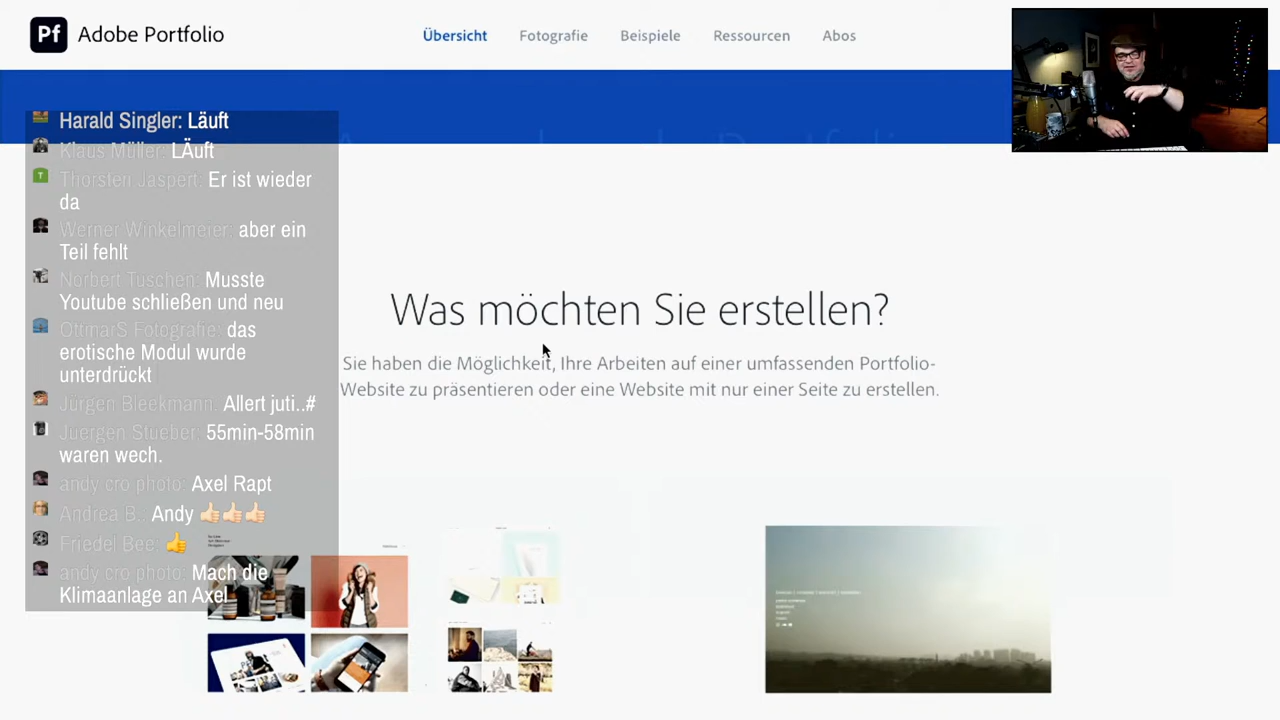 Pf Adobe Portfolio
Übersicht Fotografie Beispiele Ressourcen Abos
Harald Singler: Läuft
Klaus Müller: LÄuft
Thorsten Jaspert: Er ist wieder
da
Werner Winkelmeier: aber ein
Teil fehlt
Norbert Tuschen: Musste
Youtube schließen und neu
OttmarS Fotografie: das
erotische Modul wurde
unterdrückt
Jürgen Bleekmann: Allert juti..#
Juergen Stueber: 55min-58min
waren wech.
andy cro photo: Axel Rapt
Andrea B.: Andy 👍🏻👍🏻👍🏻
Friedel Bee: 👍
andy cro photo: Mach die
Klimaanlage an Axel
Was möchten Sie erstellen?
Sie haben die Möglichkeit, Ihre Arbeiten auf einer umfassenden Portfolio-
Website zu präsentieren oder eine Website mit nur einer Seite zu erstellen.